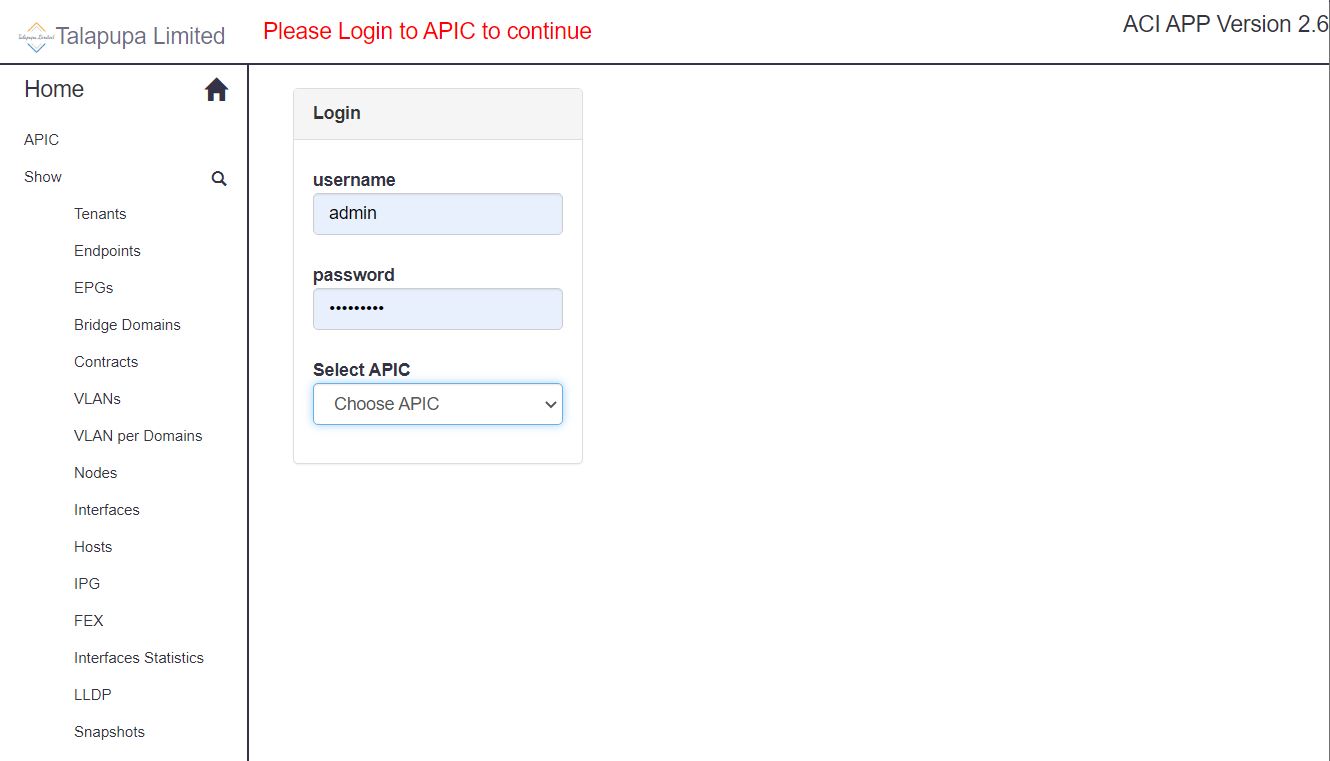 Talapupa Limited
Talapupa Limited
Please Login to APIC to continue
ACI APP Version 2.6
Home
APIC
Show
Tenants
Endpoints
EPGs
Bridge Domains
Contracts
VLANs
VLAN per Domains
Nodes
Interfaces
Hosts
IPG
FEX
Interfaces Statistics
LLDP
Snapshots
Login
username
admin
password
•••••••••
Select APIC
Choose APIC